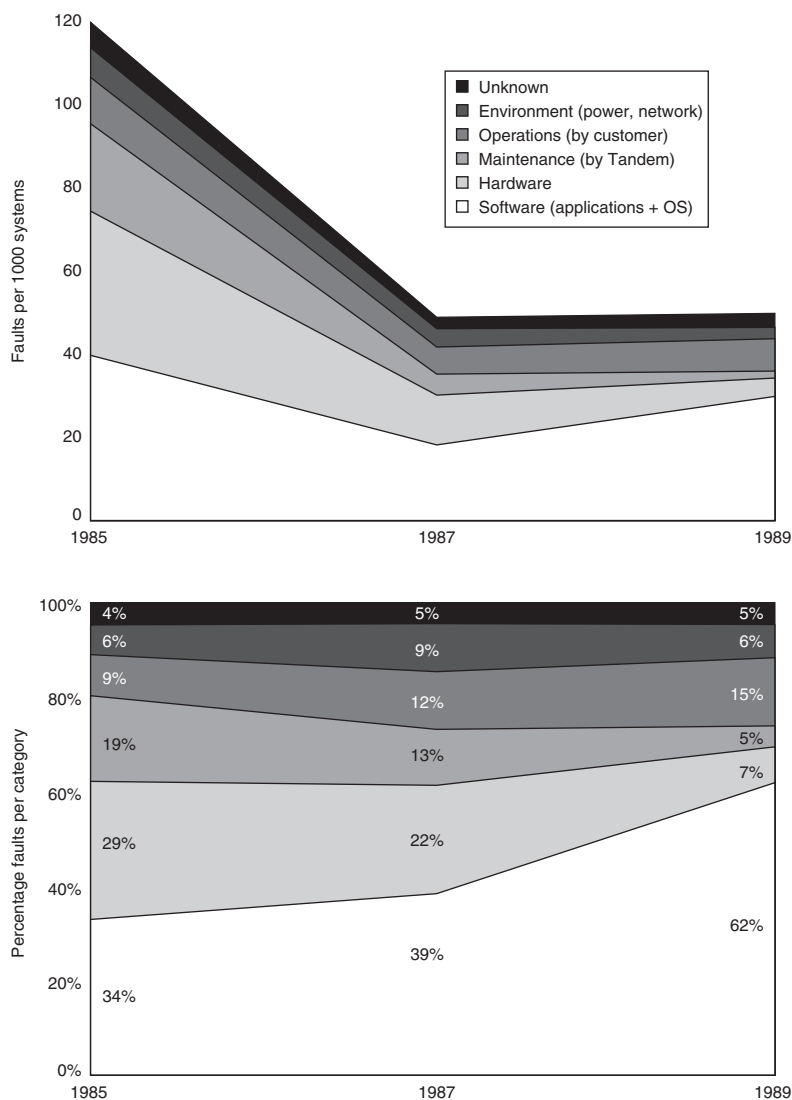 120
100
80
60
40
20
0
Faults per 1000 systems
Unknown
Environment (power, network)
Operations (by customer)
Maintenance (by Tandem)
Hardware
Software (applications + OS)
1985 1987 1989
100%
80%
60%
40%
20%
0%
Percentage faults per category
4% 5% 5%
6% 9% 6%
9% 12% 15%
19% 13% 5%
29% 22% 7%
34% 39% 62%
1985 1987 1989